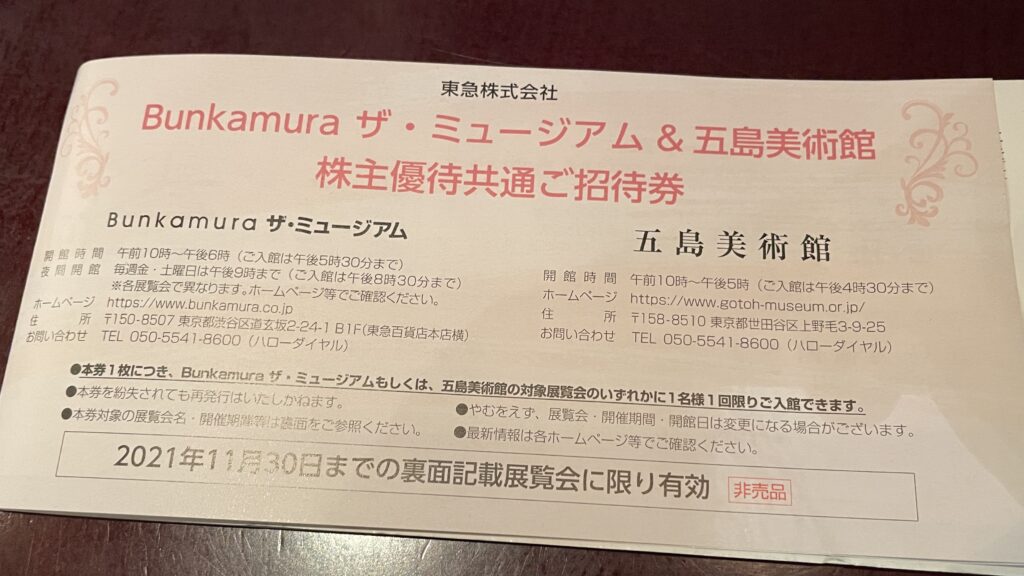 東急株式会社
Bunkamura ザ・ミュージアム & 五島美術館
株主優待共通ご招待券
Bunkamura ザ・ミュージアム
開館時間 午前10時〜午後6時（ご入館は午後5時30分まで）
夜間開館 毎週金・土曜日は午後9時まで（ご入館は午後8時30分まで）
※各展覧会で異なります。ホームページ等でご確認ください。
ホームページ https://www.bunkamura.co.jp
住所 〒150-8507 東京都渋谷区道玄坂2-24-1 B1F（東急百貨店本店横）
お問い合わせ TEL 050-5541-8600（ハローダイヤル）
五島美術館
開館時間 午前10時〜午後5時（ご入館は午後4時30分まで）
ホームページ https://www.gotoh-museum.or.jp/
住所 〒158-8510 東京都世田谷区上野毛3-9-25
お問い合わせ TEL 050-5541-8600（ハローダイヤル）
●本券1枚につき、Bunkamura ザ・ミュージアムもしくは、五島美術館の対象展覧会のいずれかに1名様1回限りご入館できます。
●本券を紛失されても再発行はいたしかねます。
●本券対象の展覧会名・開催期間等は裏面をご参照ください。
●やむをえず、展覧会・開催期間・開館日は変更になる場合がございます。
●最新情報は各ホームページ等でご確認ください。
2021年11月30日までの裏面記載展覧会に限り有効 非売品